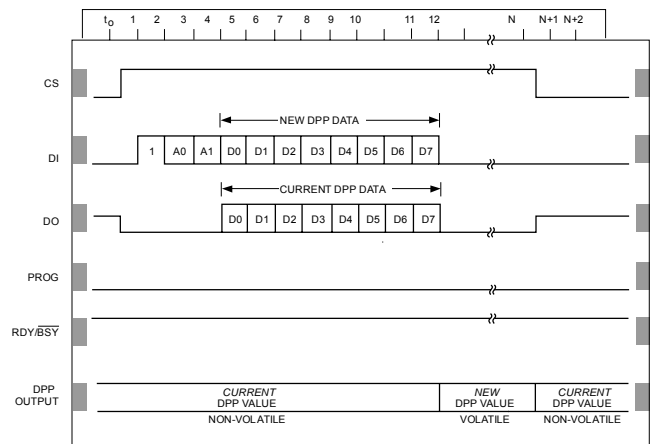 to 1 2 3 4 5 6 7 8 9 10 11 12 N N+1 N+2
CS
NEW DPP DATA
DI 1 A0 A1 D0 D1 D2 D3 D4 D5 D6 D7
CURRENT DPP DATA
DO D0 D1 D2 D3 D4 D5 D6 D7
PROG
RDY/BSY
DPP OUTPUT
CURRENT DPP VALUE
NON-VOLATILE
NEW DPP VALUE
VOLATILE
CURRENT DPP VALUE
NON-VOLATILE